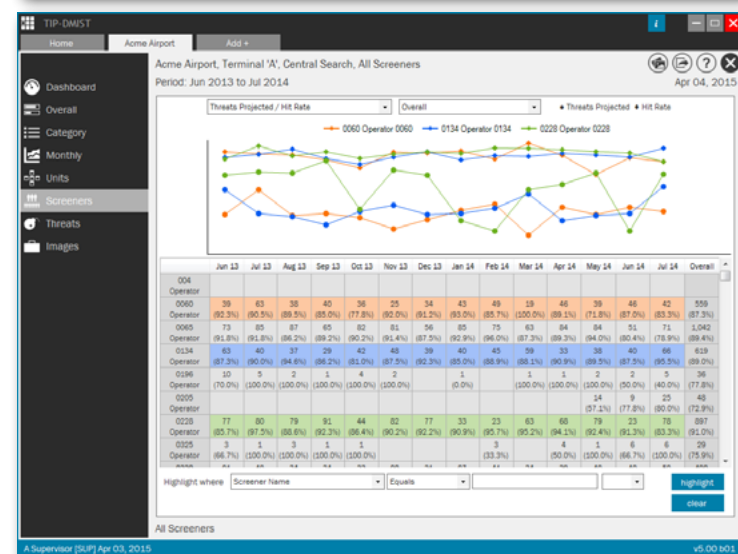 TIP-DMIST
i
Home Acme Airport Add +
Acme Airport, Terminal 'A', Central Search, All Screeners
Period: Jun 2013 to Jul 2014
Apr 04, 2015
Dashboard
Overall
Category
Monthly
Units
Screeners
Threats
Images
Threats Projected / Hit Rate Overall Threats Projected Hit Rate
0060 Operator 0060 0134 Operator 0134 0228 Operator 0228
Jun 13 Jul 13 Aug 13 Sep 13 Oct 13 Nov 13 Dec 13 Jan 14 Feb 14 Mar 14 Apr 14 May 14 Jun 14 Jul 14 Overall
004
Operator
0060 39 63 38 40 36 25 34 43 49 19 46 39 46 42 559
Operator (92.3%) (90.5%) (89.5%) (85.0%) (77.8%) (92.0%) (91.2%) (93.0%) (85.7%) (100.0%) (89.1%) (71.8%) (87.0%) (83.3%) (87.3%)
0065 73 85 87 65 82 81 56 85 75 63 84 84 51 71 1,042
Operator (91.8%) (91.8%) (86.2%) (89.2%) (90.2%) (91.4%) (87.5%) (92.9%) (96.0%) (87.3%) (89.3%) (94.0%) (80.4%) (78.9%) (89.4%)
0134 63 40 37 29 42 48 39 40 45 59 33 38 40 66 619
Operator (87.3%) (90.0%) (94.6%) (86.2%) (81.0%) (87.5%) (92.3%) (85.0%) (88.9%) (88.1%) (90.9%) (89.5%) (87.5%) (95.5%) (89.0%)
0196 10 5 2 1 4 2 1 1 1 2 2 5 36
Operator (70.0%) (100.0%) (100.0%) (100.0%) (100.0%) (100.0%) (0.0%) (100.0%) (100.0%) (100.0%) (50.0%) (40.0%) (77.8%)
0205 14 9 25 48
Operator (57.1%) (77.8%) (80.0%) (72.9%)
0228 77 80 79 91 44 82 77 33 23 63 68 79 23 78 897
Operator (85.7%) (97.5%) (88.6%) (92.3%) (86.4%) (90.2%) (92.2%) (90.9%) (95.7%) (95.2%) (94.1%) (92.4%) (91.3%) (83.3%) (91.0%)
0325 3 1 3 1 1 3 4 1 6 6 29
Operator (66.7%) (100.0%) (100.0%) (100.0%) (100.0%) (33.3%) (50.0%) (100.0%) (66.7%) (100.0%) (75.9%)
Highlight where Screener Name Equals highlight
clear
All Screeners
A Supervisor [SUP] Apr 03, 2015 v5.00 b01